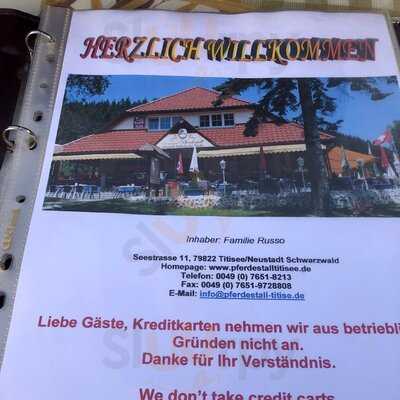 HERZLICH WILLKOMMEN
Inhaber: Familie Russo
Seestrasse 11, 79822 Titisee/Neustadt Schwarzwald
Homepage: www.pferdestalltitisee.de
Telefon: 0049 (0) 7651-8213
Fax: 0049 (0) 7651-9728808
E-Mail: info@pferdestall-titise.de
Liebe Gäste, Kreditkarten nehmen wir aus betriebli
Gründen nicht an.
Danke für Ihr Verständnis.
We don't take credit carts